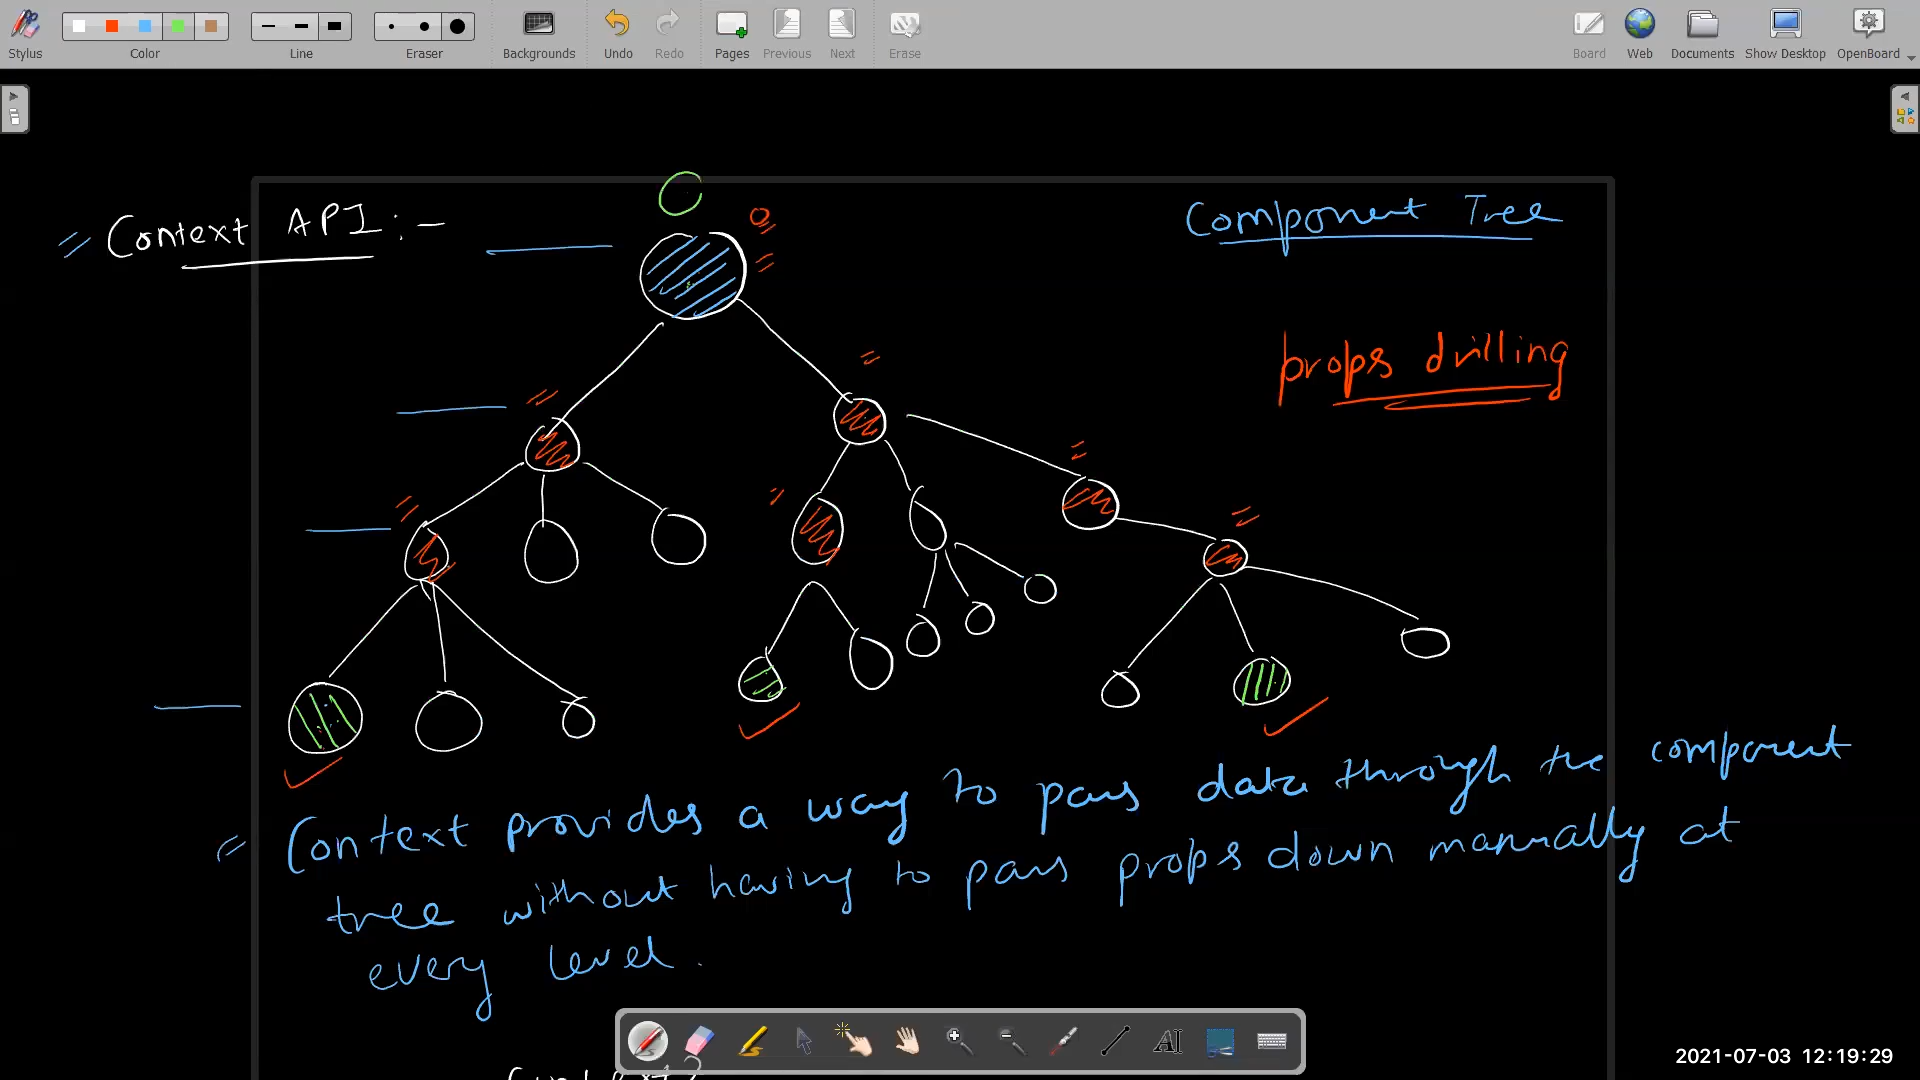 Stylus
Color
Line
Eraser
Backgrounds
Undo
Redo
Pages
Previous
Next
Erase
Board
Web
Documents
Show Desktop
OpenBoard
= Context API :-
Component Tree
props drilling
= Context provides a way to pass data through the component
tree without having to pass props down manually at
every level.
2021-07-03 12:19:29